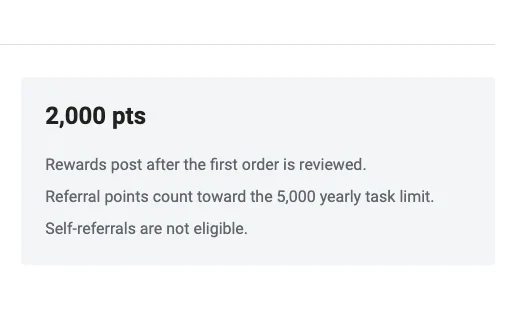 2,000 pts
Rewards post after the first order is reviewed.
Referral points count toward the 5,000 yearly task limit.
Self-referrals are not eligible.